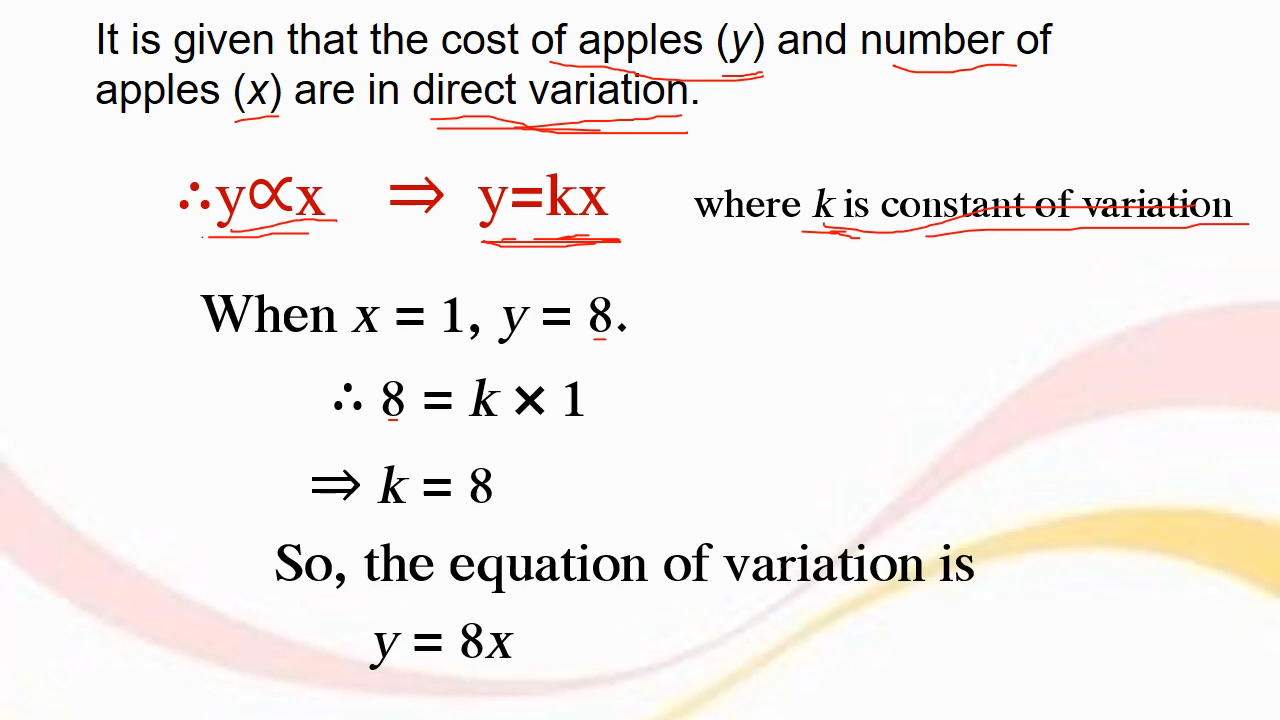 It is given that the cost of apples (y) and number of
apples (x) are in direct variation.
∴y∝x ⇒ y=kx where k is constant of variation
When x = 1, y = 8.
∴ 8 = k × 1
⇒ k = 8
So, the equation of variation is
y = 8x